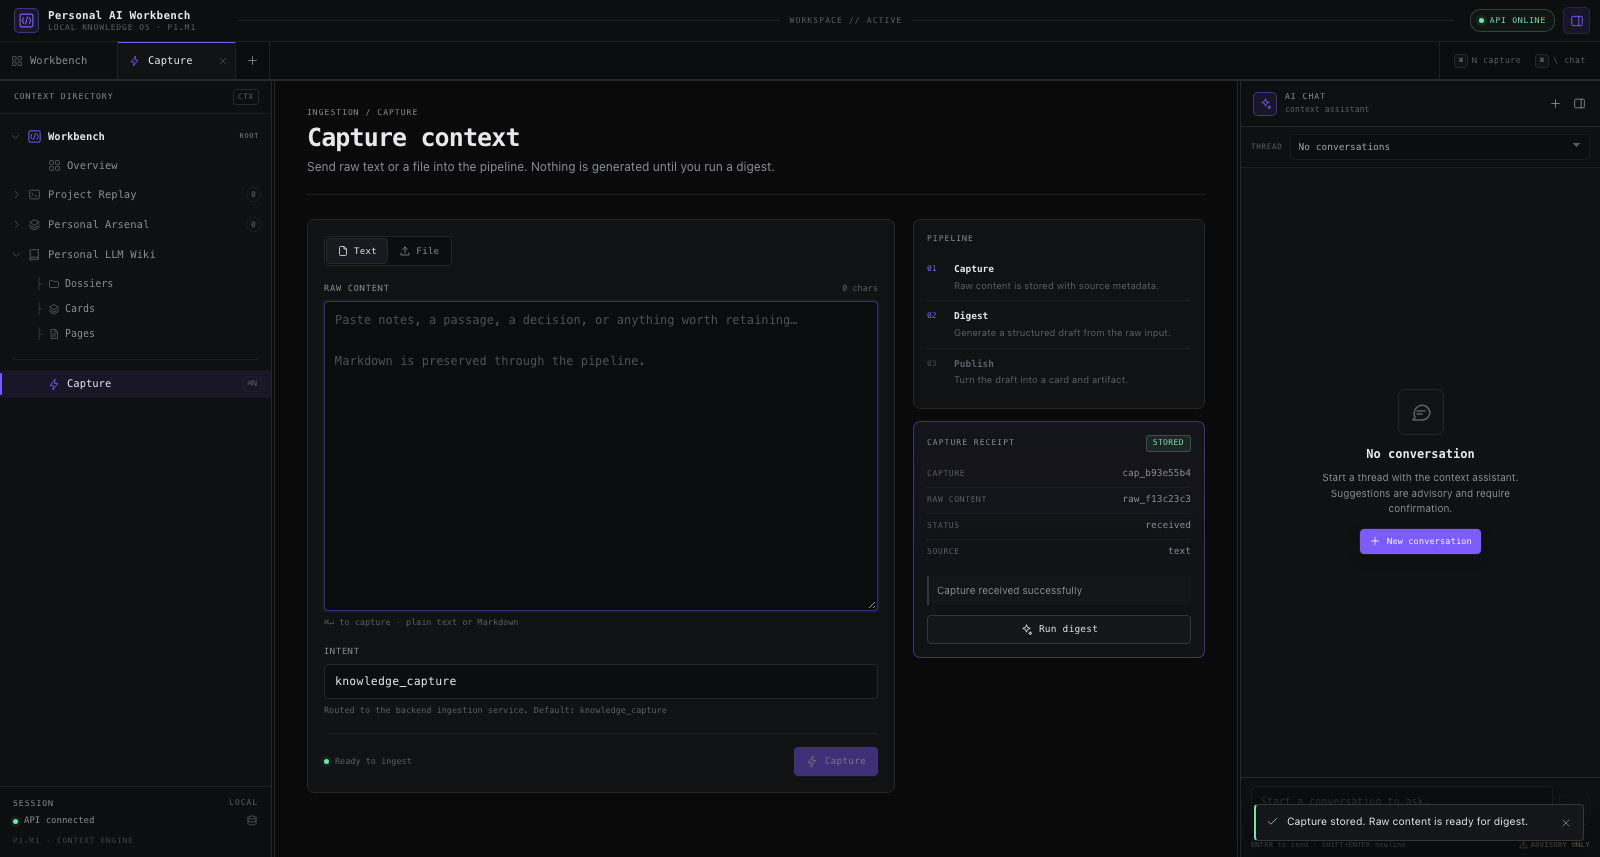 Personal AI Workbench
LOCAL KNOWLEDGE OS · P1.M1
WORKSPACE // ACTIVE
API ONLINE
Workbench
Capture
⌘ N capture
⌘ \ chat
CONTEXT DIRECTORY
CTX
Workbench
ROOT
Overview
Project Replay
0
Personal Arsenal
0
Personal LLM Wiki
Dossiers
Cards
Pages
Capture
⌘N
SESSION
LOCAL
API connected
P1.M1 · CONTEXT ENGINE
INGESTION / CAPTURE
Capture context
Send raw text or a file into the pipeline. Nothing is generated until you run a digest.
Text
File
RAW CONTENT
0 chars
Paste notes, a passage, a decision, or anything worth retaining…
Markdown is preserved through the pipeline.
⌘↵ to capture · plain text or Markdown
INTENT
knowledge_capture
Routed to the backend ingestion service. Default: knowledge_capture
Ready to ingest
Capture
PIPELINE
01 Capture
Raw content is stored with source metadata.
02 Digest
Generate a structured draft from the raw input.
03 Publish
Turn the draft into a card and artifact.
CAPTURE RECEIPT
STORED
CAPTURE cap_b93e55b4
RAW CONTENT raw_f13c23c3
STATUS received
SOURCE text
Capture received successfully
Run digest
AI CHAT
context assistant
THREAD
No conversations
No conversation
Start a thread with the context assistant.
Suggestions are advisory and require
confirmation.
New conversation
Start a conversation to ask
Capture stored. Raw content is ready for digest.
ENTER to send · SHIFT+ENTER newline
ADVISORY ONLY